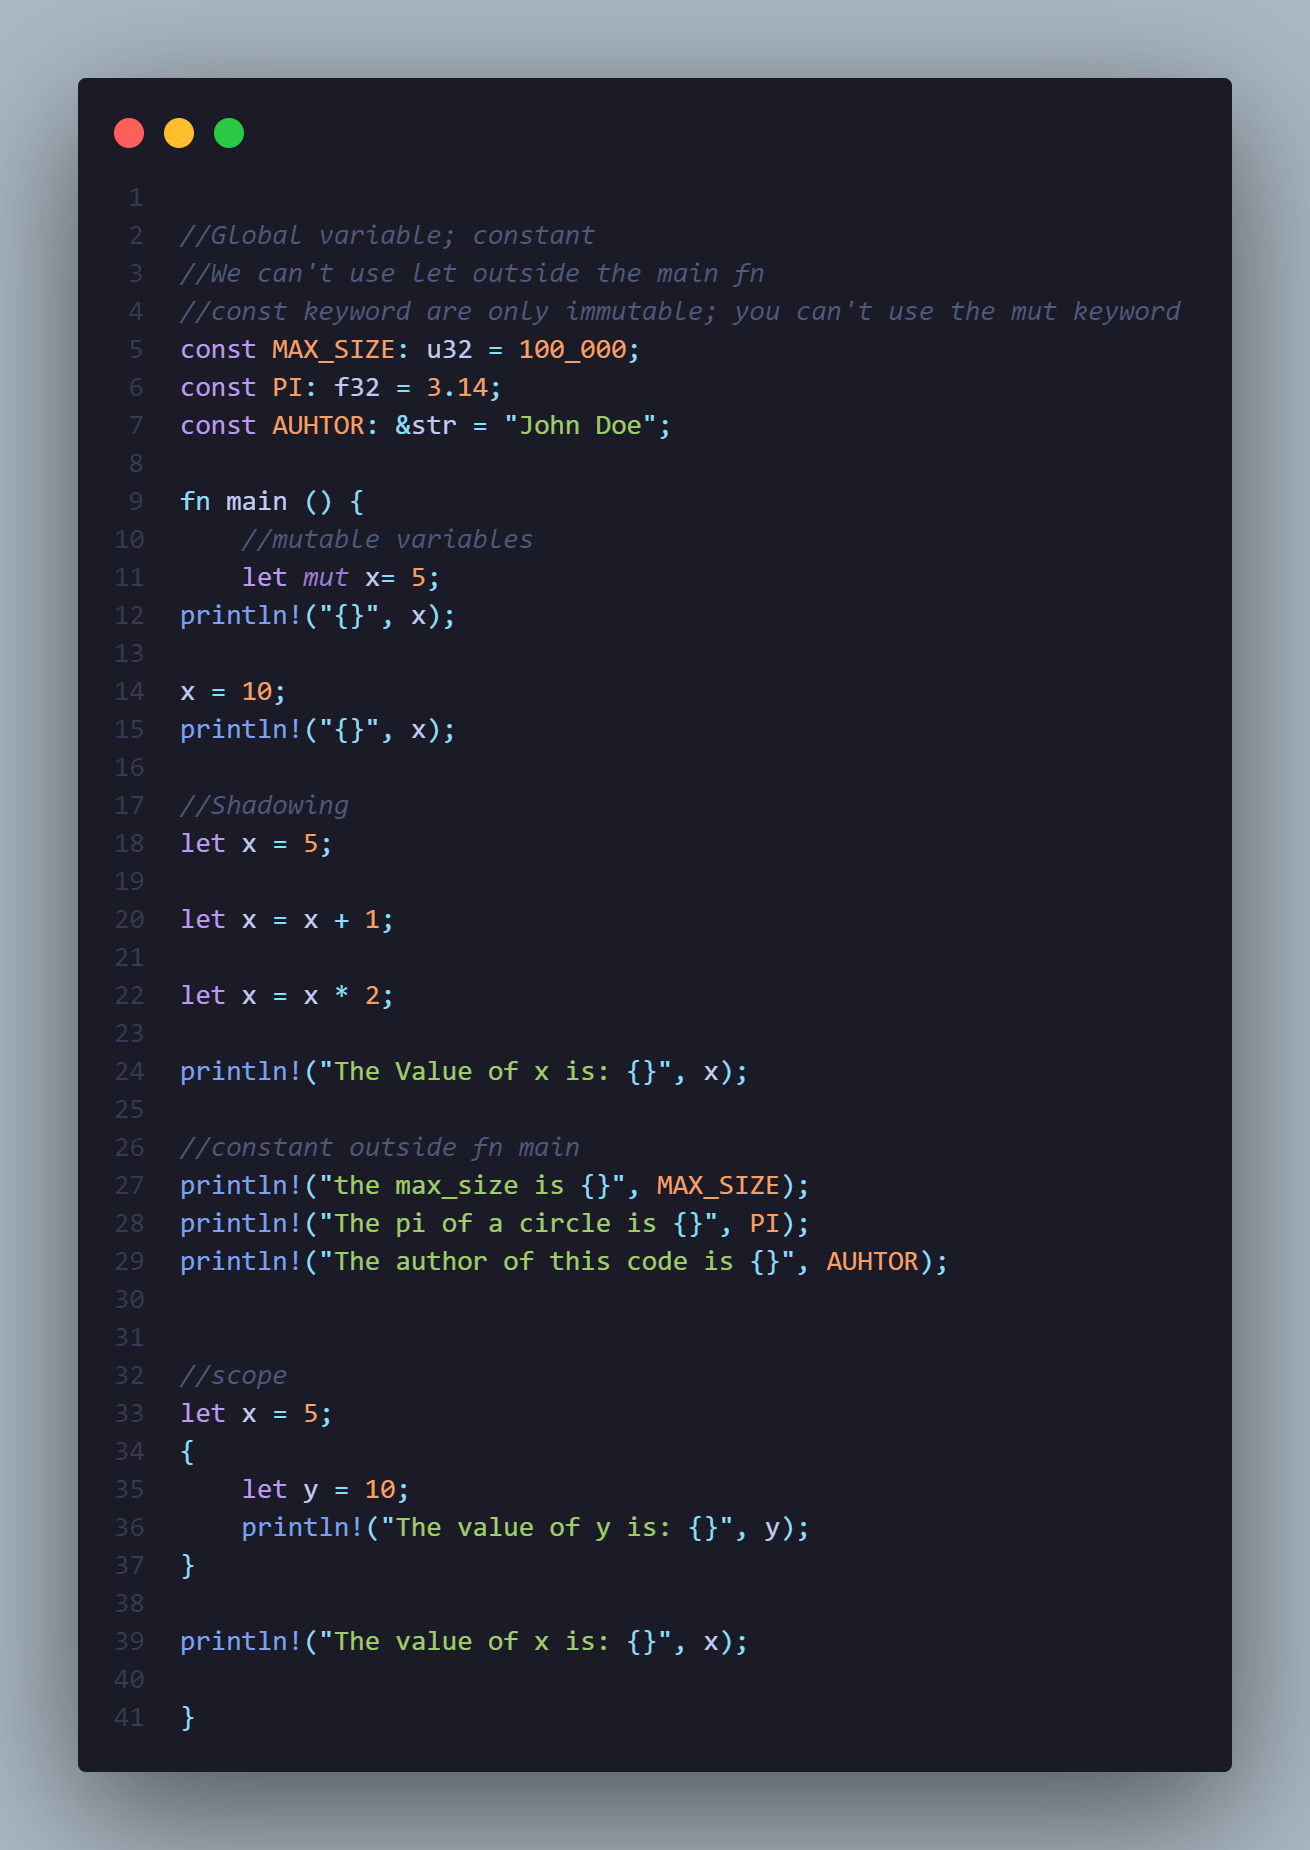 1
2 //Global variable; constant
3 //We can't use let outside the main fn
4 //const keyword are only immutable; you can't use the mut keyword
5 const MAX_SIZE: u32 = 100_000;
6 const PI: f32 = 3.14;
7 const AUHTOR: &str = "John Doe";
8
9 fn main () {
10     //mutable variables
11     let mut x= 5;
12 println!("{}", x);
13
14 x = 10;
15 println!("{}", x);
16
17 //Shadowing
18 let x = 5;
19
20 let x = x + 1;
21
22 let x = x * 2;
23
24 println!("The Value of x is: {}", x);
25
26 //constant outside fn main
27 println!("the max_size is {}", MAX_SIZE);
28 println!("The pi of a circle is {}", PI);
29 println!("The author of this code is {}", AUHTOR);
30
31
32 //scope
33 let x = 5;
34 {
35     let y = 10;
36     println!("The value of y is: {}", y);
37 }
38
39 println!("The value of x is: {}", x);
40
41 }